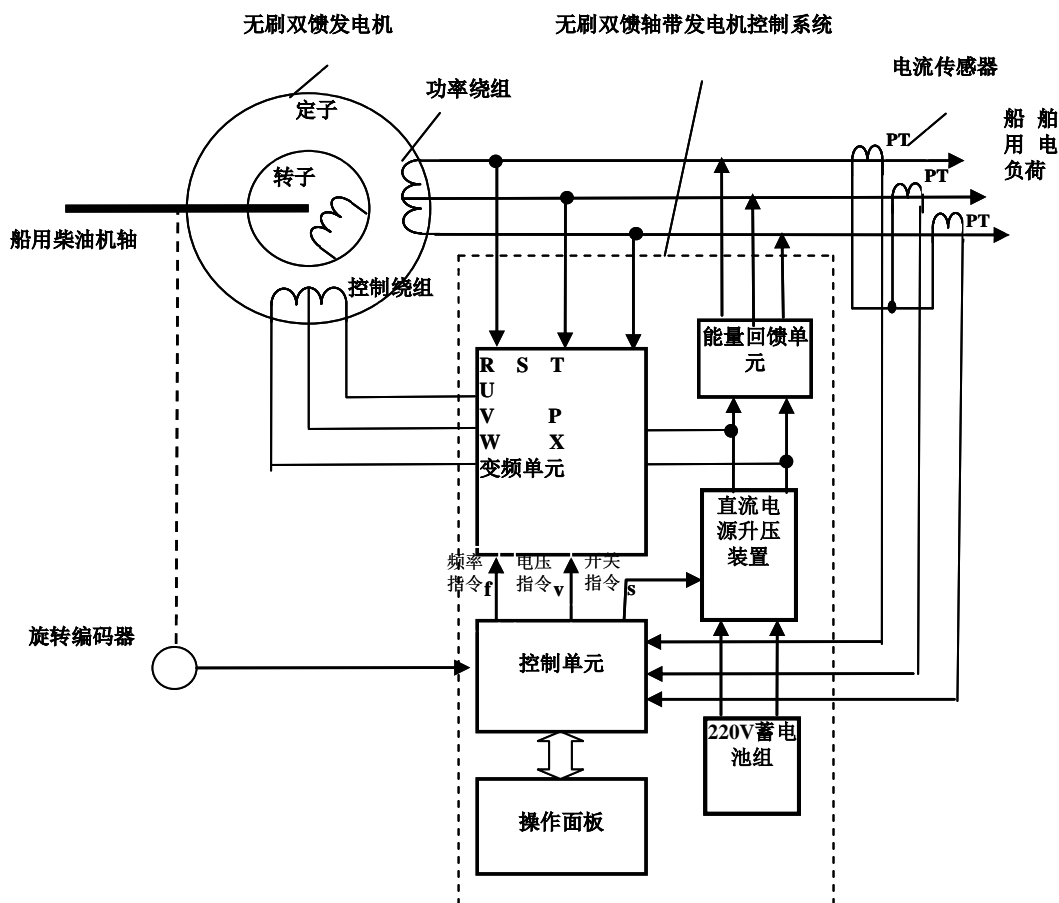 无刷双馈发电机
无刷双馈轴带发电机控制系统
电流传感器
功率绕组
定子
船 舶
用 电
负荷
PT
PT
PT
转子
船用柴油机轴
控制绕组
能量回馈单
元
R S T
U
V P
W X
变频单元
直流电
源升压
装置
频率
指令f
电压
指令v
开关
指令s
旋转编码器
控制单元
220V蓄电
池组
操作面板